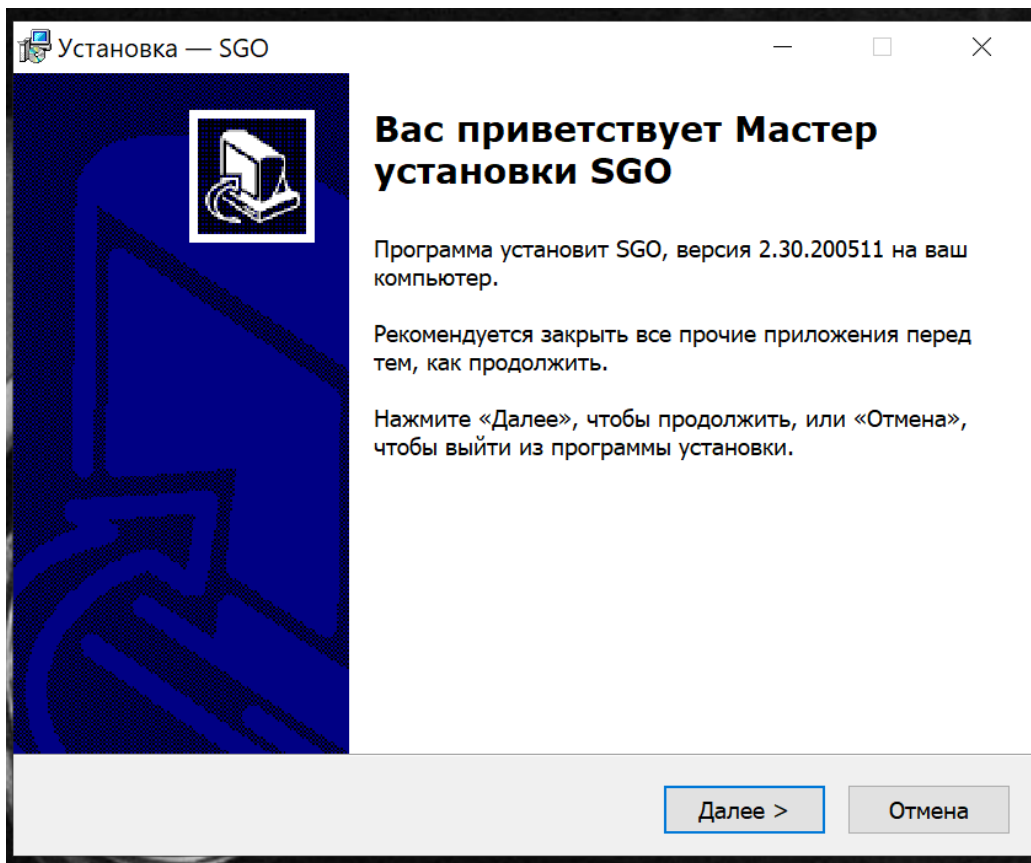 Установка — SGO
Вас приветствует Мастер
установки SGO
Программа установит SGO, версия 2.30.200511 на ваш
компьютер.
Рекомендуется закрыть все прочие приложения перед
тем, как продолжить.
Нажмите «Далее», чтобы продолжить, или «Отмена»,
чтобы выйти из программы установки.
Далее > Отмена